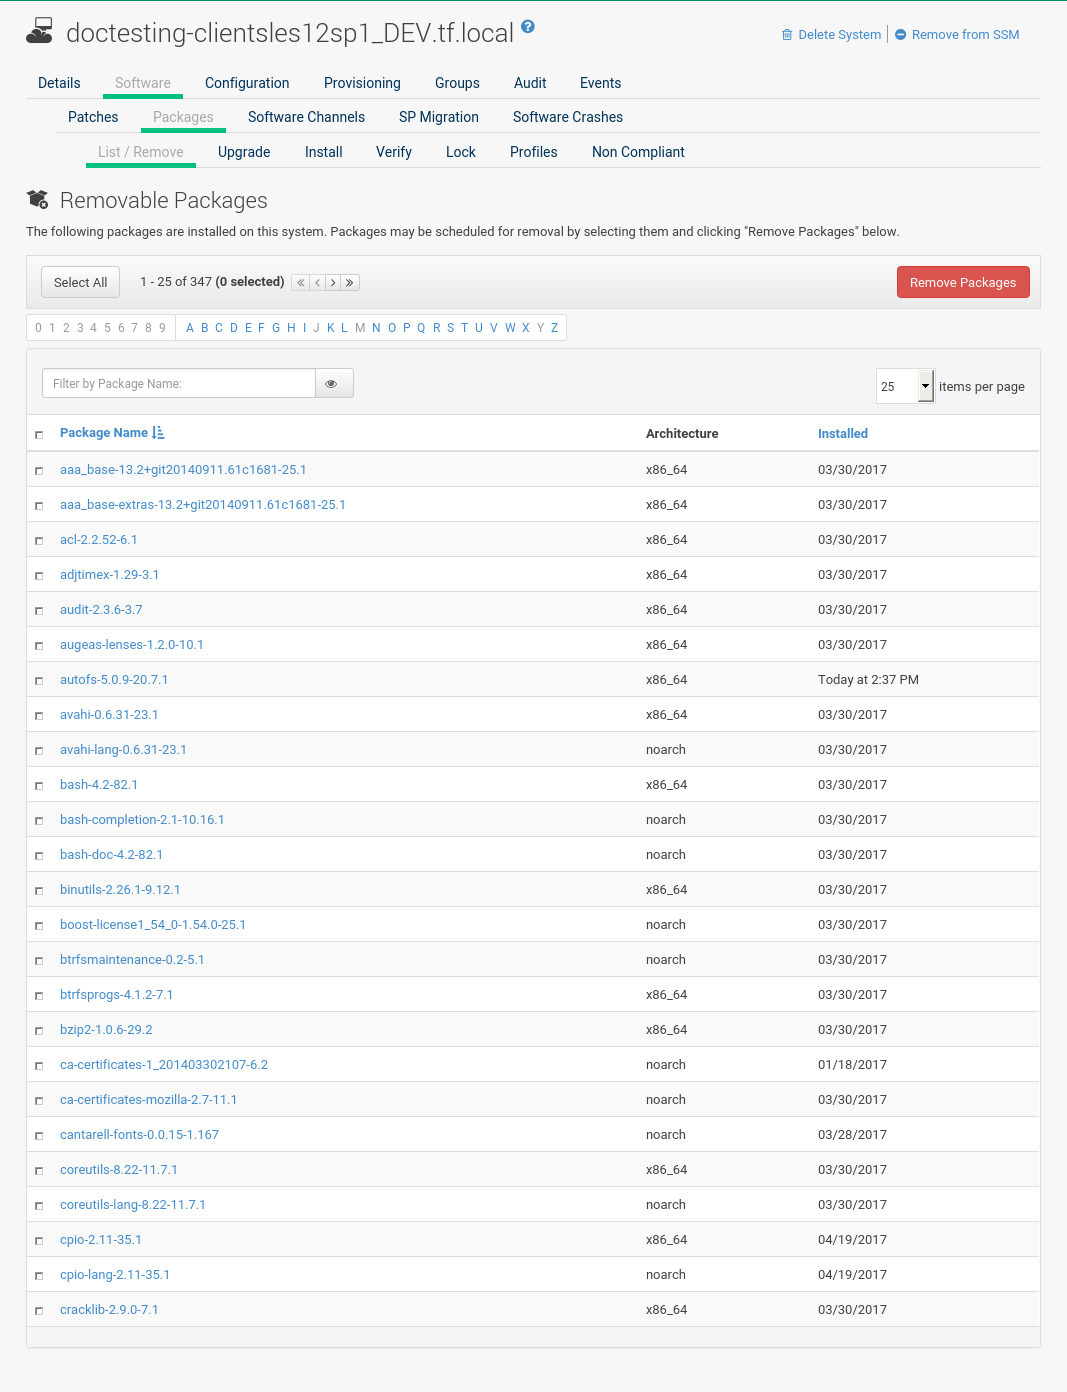 doctesting-clientsles12sp1_DEV.tf.local ?
Delete System Remove from SSM
Details Software Configuration Provisioning Groups Audit Events
Patches Packages Software Channels SP Migration Software Crashes
List / Remove Upgrade Install Verify Lock Profiles Non Compliant
Removable Packages
The following packages are installed on this system. Packages may be scheduled for removal by selecting them and clicking "Remove Packages" below.
Select All 1 - 25 of 347 (0 selected) Remove Packages
0 1 2 3 4 5 6 7 8 9 A B C D E F G H I J K L M N O P Q R S T U V W X Y Z
Filter by Package Name: 25 items per page
Package Name Architecture Installed
aaa_base-13.2+git20140911.61c1681-25.1 x86_64 03/30/2017
aaa_base-extras-13.2+git20140911.61c1681-25.1 x86_64 03/30/2017
acl-2.2.52-6.1 x86_64 03/30/2017
adjtimex-1.29-3.1 x86_64 03/30/2017
audit-2.3.6-3.7 x86_64 03/30/2017
augeas-lenses-1.2.0-10.1 x86_64 03/30/2017
autofs-5.0.9-20.7.1 x86_64 Today at 2:37 PM
avahi-0.6.31-23.1 x86_64 03/30/2017
avahi-lang-0.6.31-23.1 noarch 03/30/2017
bash-4.2-82.1 x86_64 03/30/2017
bash-completion-2.1-10.16.1 noarch 03/30/2017
bash-doc-4.2-82.1 noarch 03/30/2017
binutils-2.26.1-9.12.1 x86_64 03/30/2017
boost-license1_54_0-1.54.0-25.1 noarch 03/30/2017
btrfsmaintenance-0.2-5.1 noarch 03/30/2017
btrfsprogs-4.1.2-7.1 x86_64 03/30/2017
bzip2-1.0.6-29.2 x86_64 03/30/2017
ca-certificates-1_201403302107-6.2 noarch 01/18/2017
ca-certificates-mozilla-2.7-11.1 noarch 03/30/2017
cantarell-fonts-0.0.15-1.167 noarch 03/28/2017
coreutils-8.22-11.7.1 x86_64 03/30/2017
coreutils-lang-8.22-11.7.1 noarch 03/30/2017
cpio-2.11-35.1 x86_64 04/19/2017
cpio-lang-2.11-35.1 noarch 04/19/2017
cracklib-2.9.0-7.1 x86_64 03/30/2017